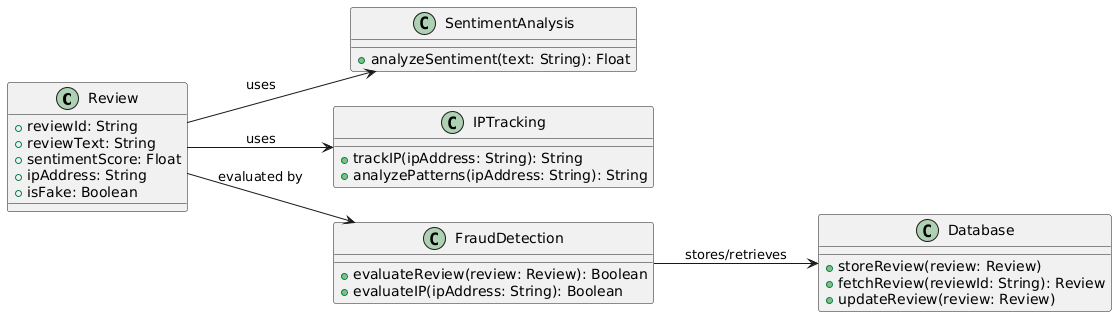 C SentimentAnalysis
analyzeSentiment(text: String): Float
C Review
reviewId: String
reviewText: String
sentimentScore: Float
ipAddress: String
isFake: Boolean
uses
uses
evaluated by
C IPTracking
trackIP(ipAddress: String): String
analyzePatterns(ipAddress: String): String
C FraudDetection
evaluateReview(review: Review): Boolean
evaluateIP(ipAddress: String): Boolean
stores/retrieves
C Database
storeReview(review: Review)
fetchReview(reviewId: String): Review
updateReview(review: Review)